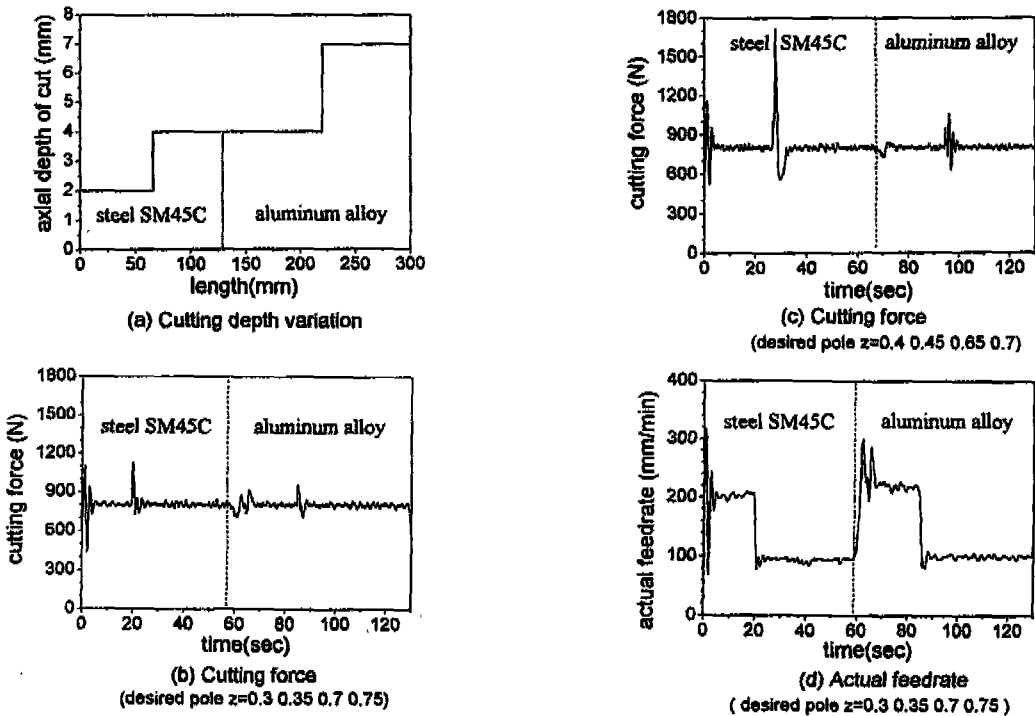 8
7
6
5
4
3
2
1
0
axial depth of cut (mm)
steel SM45C
aluminum alloy
0 50 100 150 200 250 300
length(mm)
(a) Cutting depth variation
1800
1500
1200
900
600
300
0
cutting force (N)
steel SM45C
aluminum alloy
0 20 40 60 80 100 120
time(sec)
(b) Cutting force
(desired pole z=0.3 0.35 0.7 0.75)
1800
1500
1200
900
600
300
0
cutting force (N)
steel SM45C
aluminum alloy
0 20 40 60 80 100 120
time(sec)
(c) Cutting force
(desired pole z=0.4 0.45 0.65 0.7)
400
300
200
100
0
actual feedrate (mm/min)
steel SM45C
aluminum alloy
0 20 40 60 80 100 120
time(sec)
(d) Actual feedrate
( desired pole z=0.3 0.35 0.7 0.75 )